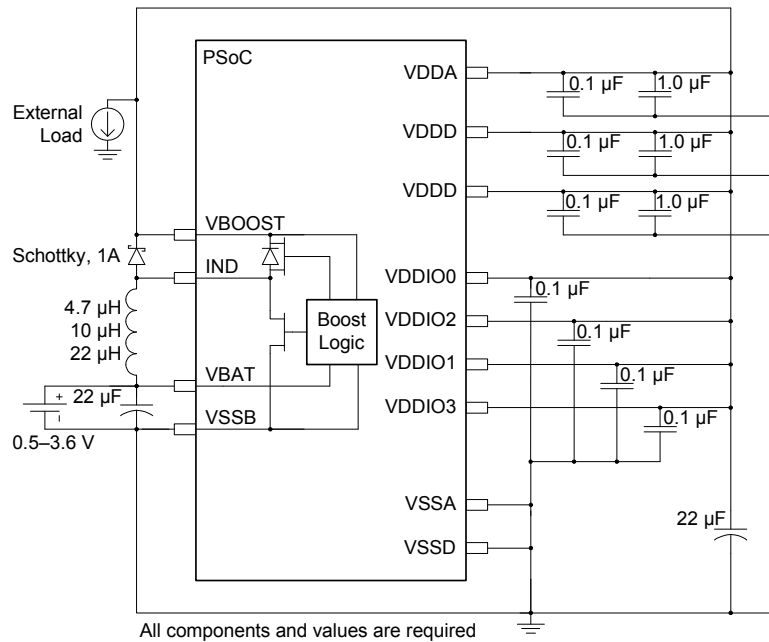 PSoC
VDDA
0.1 µF
1.0 µF
External
Load
VDDD
0.1 µF
1.0 µF
VDDD
0.1 µF
1.0 µF
VBOOST
Schottky, 1A
IND
VDDIO0
0.1 µF
4.7 µH
10 µH
22 µH
Boost
Logic
VDDIO2
0.1 µF
VDDIO1
0.1 µF
VBAT
22 µF
VDDIO3
0.1 µF
VSSB
0.5–3.6 V
VSSA
22 µF
VSSD
All components and values are required